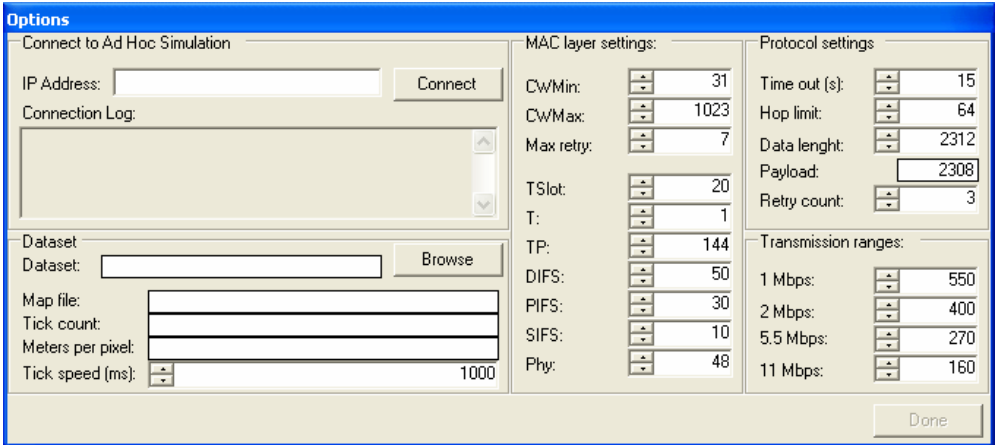 Options
Connect to Ad Hoc Simulation
IP Address:
Connect
Connection Log:
Dataset
Dataset:
Browse
Map file:
Tick count:
Meters per pixel:
Tick speed (ms): 1000
MAC layer settings:
CWMin: 31
CWMax: 1023
Max retry: 7
TSlot: 20
T: 1
TP: 144
DIFS: 50
PIFS: 30
SIFS: 10
Phy: 48
Protocol settings
Time out (s): 15
Hop limit: 64
Data lenght: 2312
Payload: 2308
Retry count: 3
Transmission ranges:
1 Mbps: 550
2 Mbps: 400
5.5 Mbps: 270
11 Mbps: 160
Done